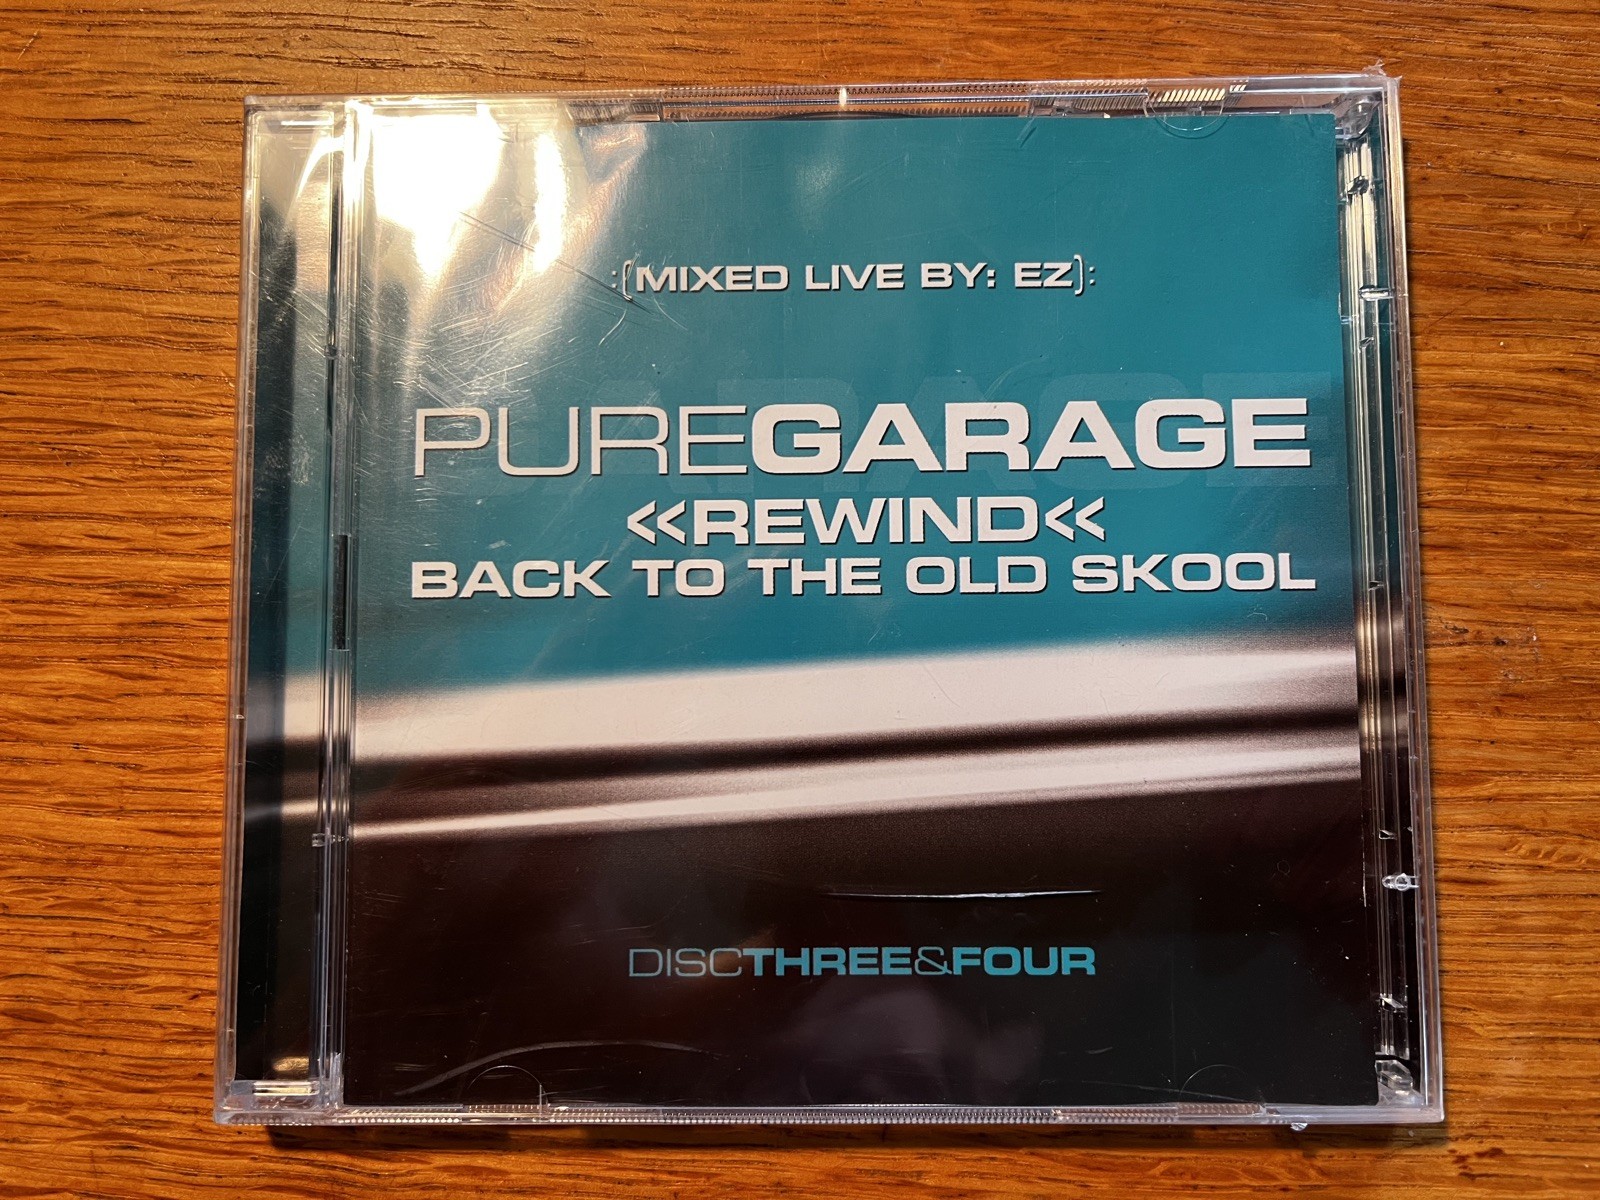 :[MIXED LIVE BY: EZ]:
PUREGARAGE
<<REWIND<<
BACK TO THE OLD SKOOL
DISCTHREE&FOUR